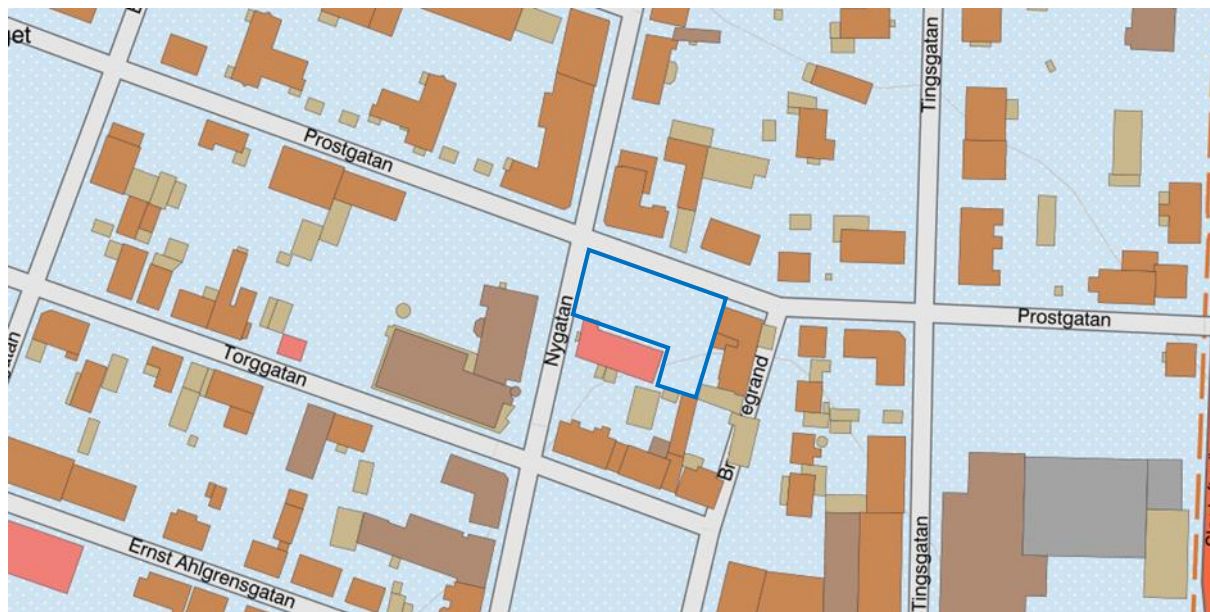 Tingsgatan
Prostgatan
Nygatan
Prostgatan
Torggatan
Ernst Ahlgrensgatan
Tingsgatan